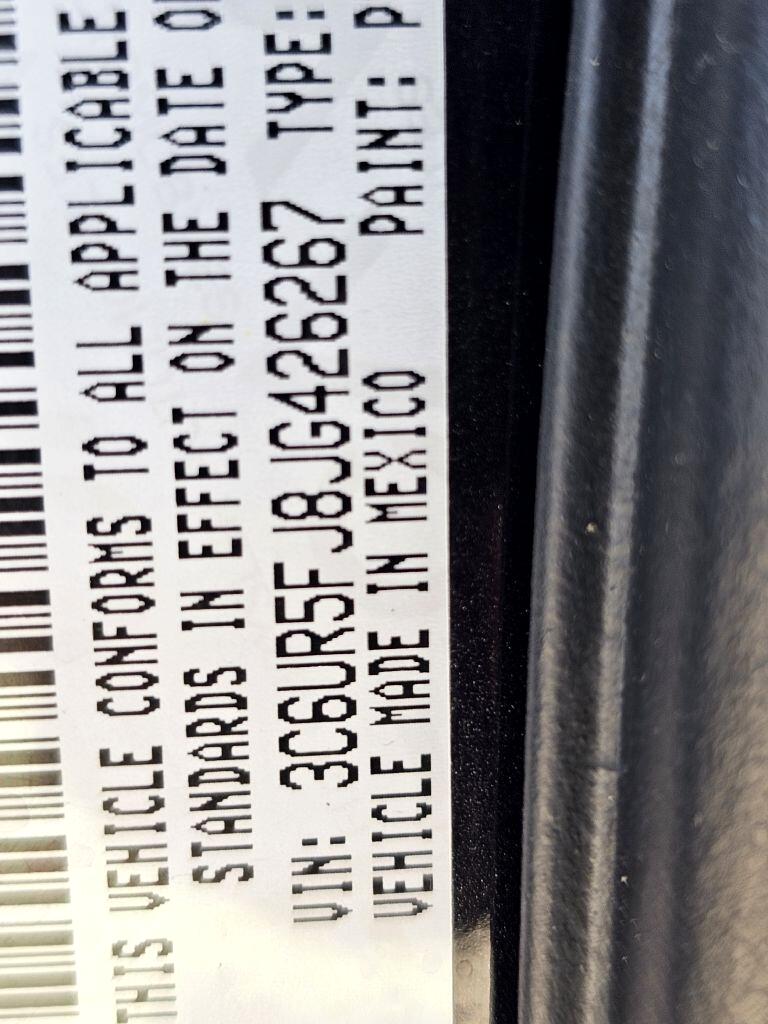 THIS VEHICLE CONFORMS TO ALL APPLICABLE
STANDARDS IN EFFECT ON THE DATE
VIN: 3C6UR5FJ8JG426267 TYPE:
VEHICLE MADE IN MEXICO PAINT: P